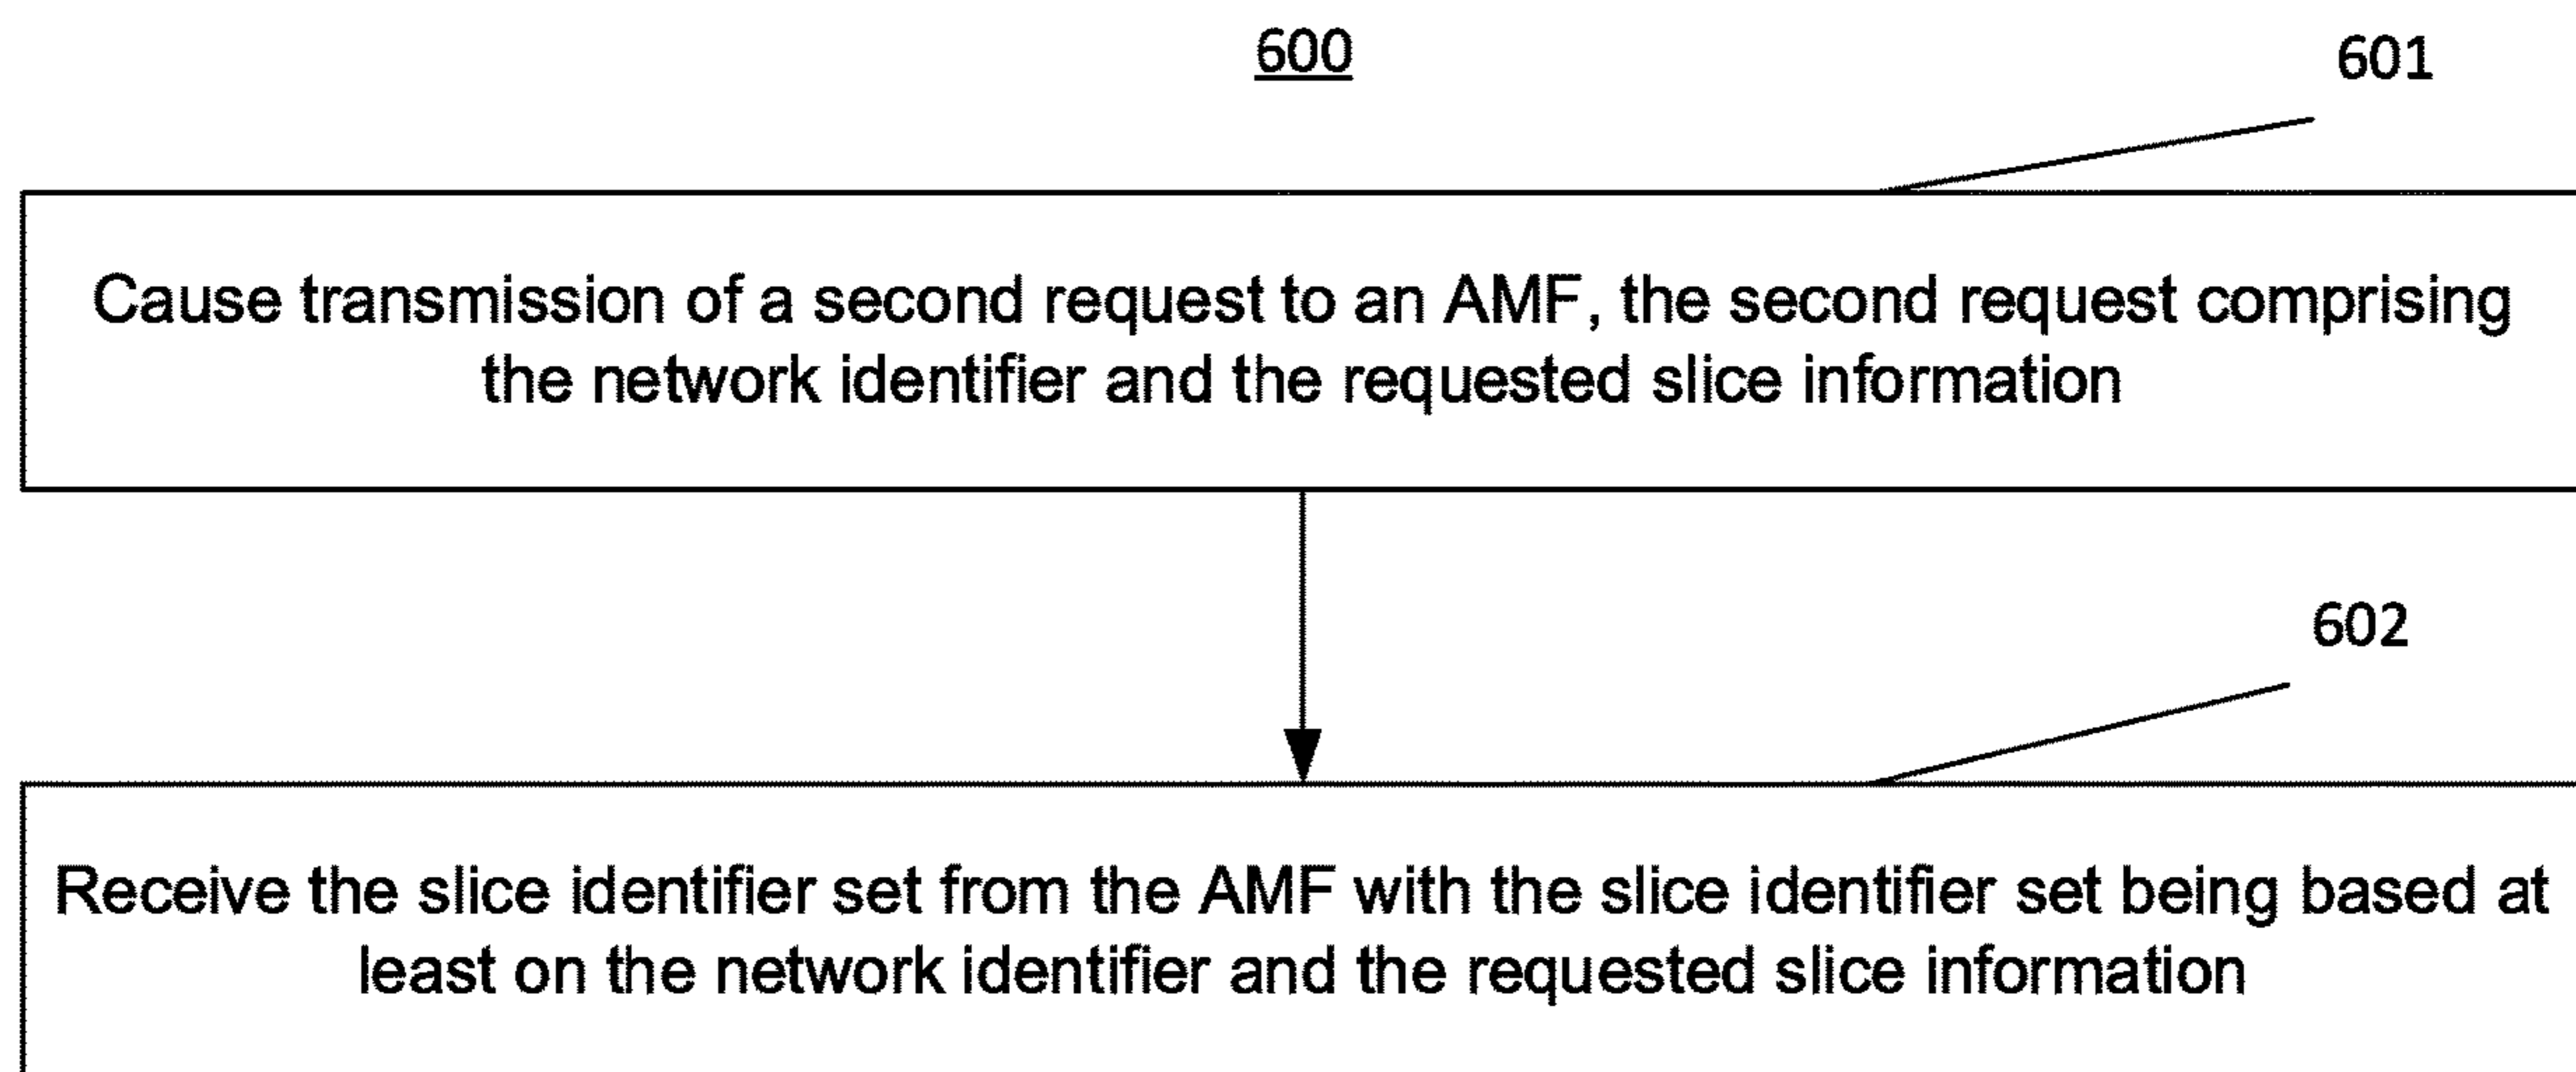 600
601
Cause transmission of a second request to an AMF, the second request comprising
the network identifier and the requested slice information
602
Receive the slice identifier set from the AMF with the slice identifier set being based at
least on the network identifier and the requested slice information